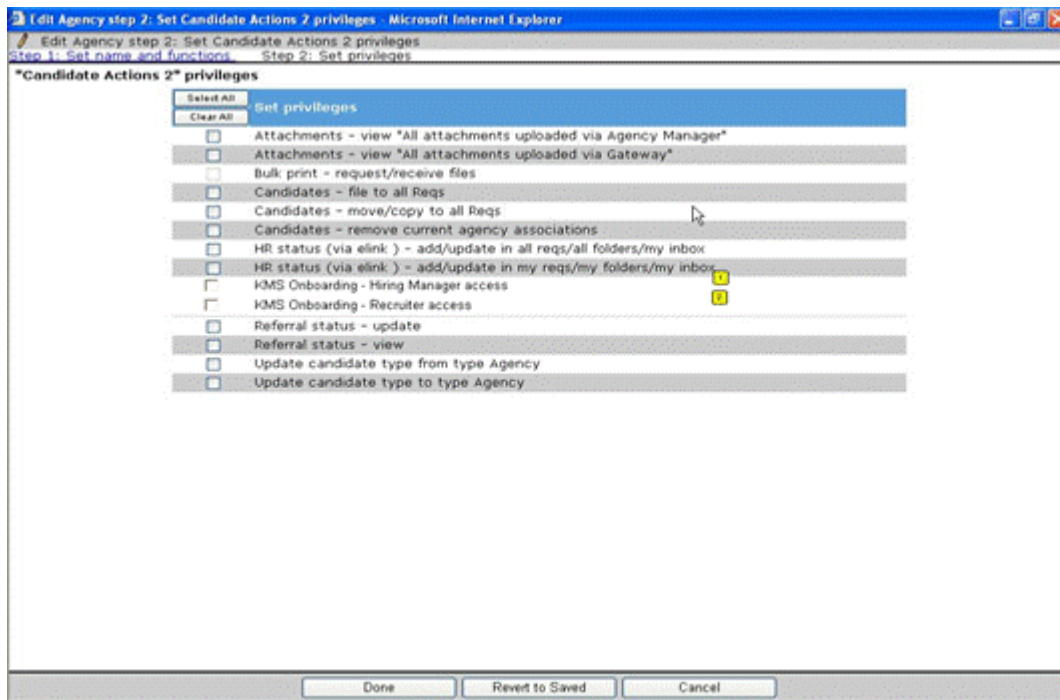 Edit Agency step 2: Set Candidate Actions 2 privileges - Microsoft Internet Explorer
Edit Agency step 2: Set Candidate Actions 2 privileges
Step 1: Set name and functions. Step 2: Set privileges
"Candidate Actions 2" privileges
Select All
Clear All
Set privileges
Attachments - view "All attachments uploaded via Agency Manager"
Attachments - view "All attachments uploaded via Gateway"
Bulk print - request/receive files
Candidates - file to all Reqs
Candidates - move/copy to all Reqs
Candidates - remove current agency associations
HR status (via elink ) - add/update in all reqs/all folders/my inbox
HR status (via elink ) - add/update in my reqs/my folders/my inbox
1
KMS Onboarding - Hiring Manager access
2
KMS Onboarding - Recruiter access
Referral status - update
Referral status - view
Update candidate type from type Agency
Update candidate type to type Agency
Done Revert to Saved Cancel